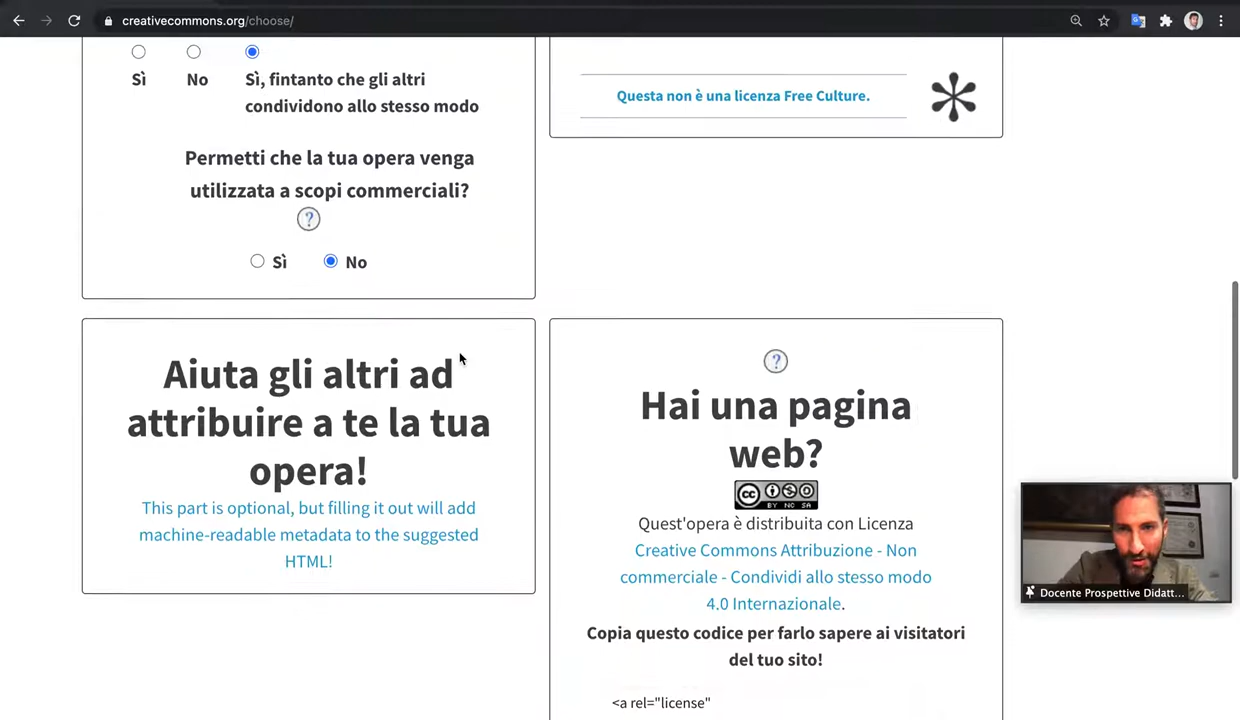 creativecommons.org/choose/
Sì
No
Sì, fintanto che gli altri
condividono allo stesso modo
Permetti che la tua opera venga
utilizzata a scopi commerciali?
?
Sì
No
Questa non è una licenza Free Culture.
Aiuta gli altri ad
attribuire a te la tua
opera!
This part is optional, but filling it out will add
machine-readable metadata to the suggested
HTML!
?
Hai una pagina
web?
cc
BY NC SA
Quest'opera è distribuita con Licenza
Creative Commons Attribuzione - Non
commerciale - Condividi allo stesso modo
4.0 Internazionale.
Copia questo codice per farlo sapere ai visitatori
del tuo sito!
<a rel="license"
Docente Prospettive Didatt...